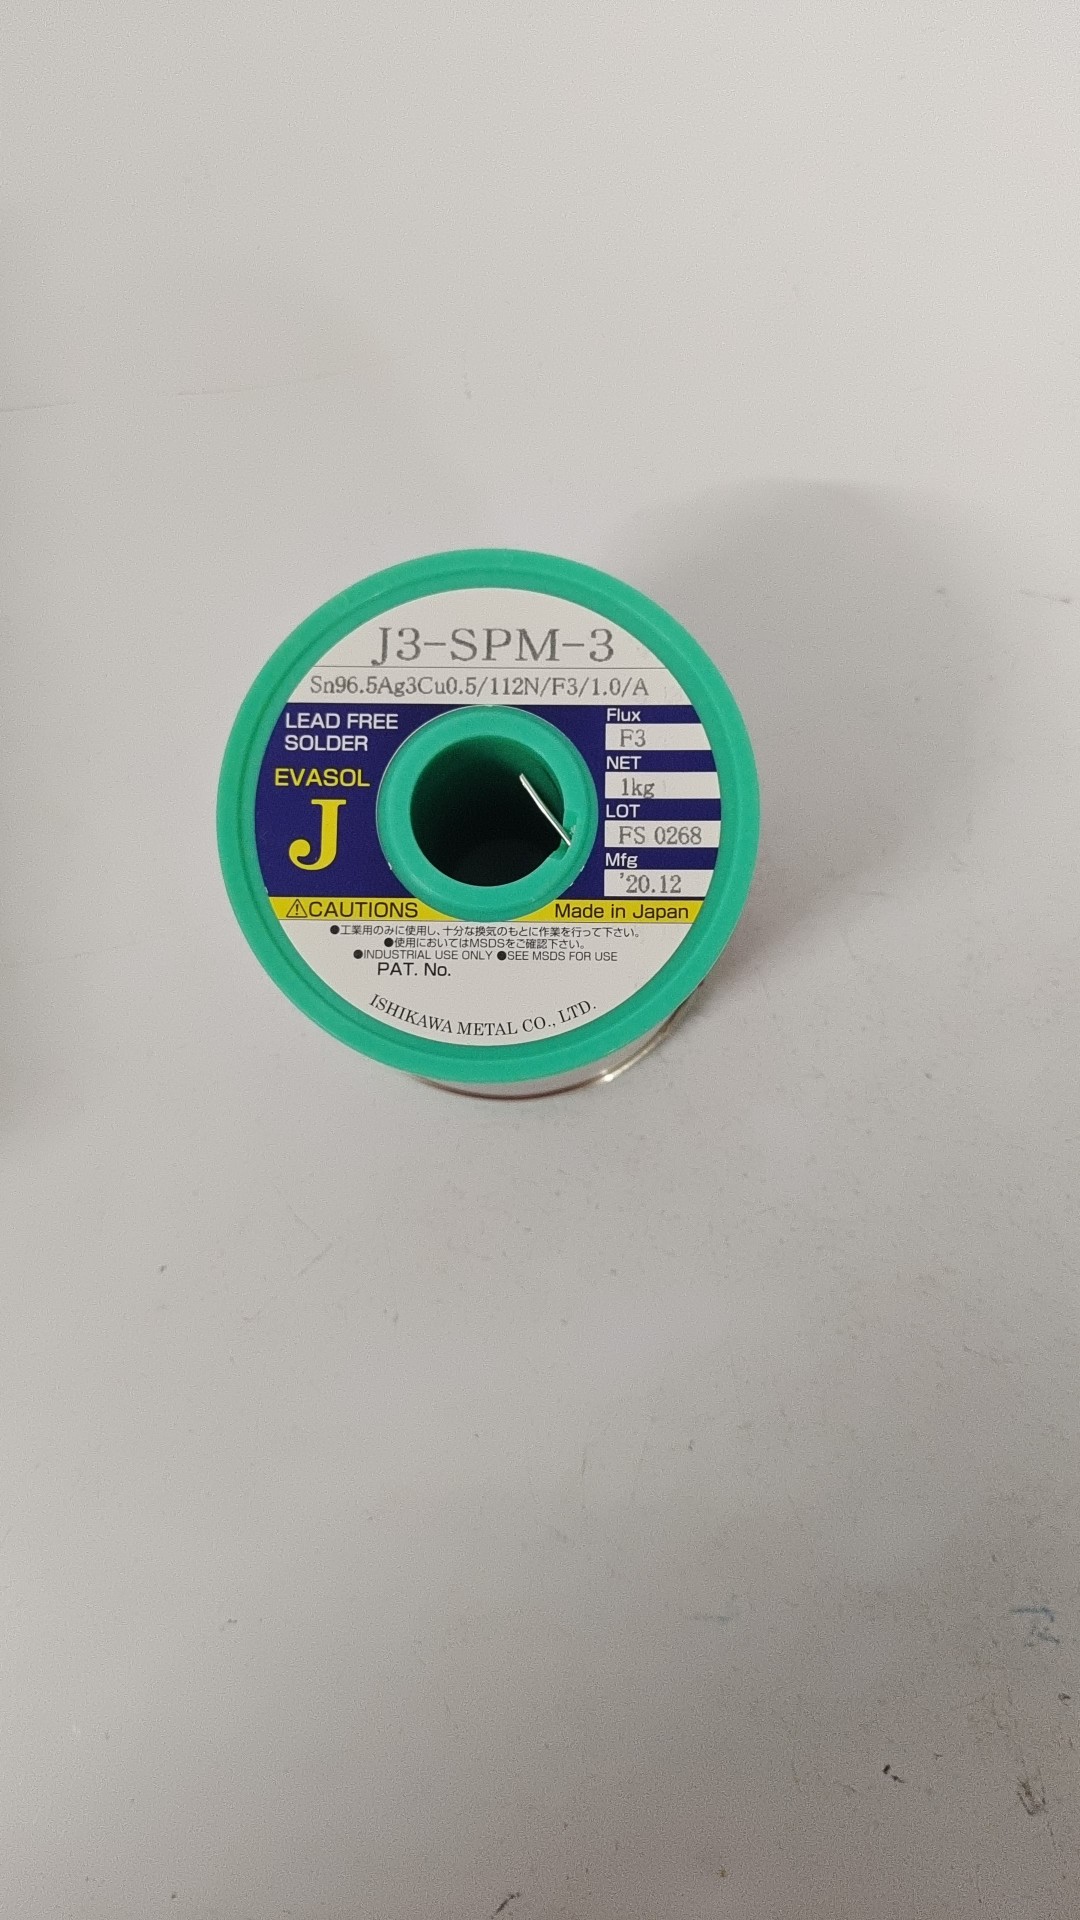 J3-SPM-3
Sn96.5Ag3Cu0.5/112N/F3/1.0/A
LEAD FREE
SOLDER
EVASOL
J
Flux
F3
NET
1kg
LOT
FS 0268
Mfg
'20.12
⚠CAUTIONS
Made in Japan
●工業用のみに使用し、十分な換気のもとに作業を行って下さい。
●使用においてはMSDSをご確認下さい。
●INDUSTRIAL USE ONLY ●SEE MSDS FOR USE
PAT. No.
ISHIKAWA METAL CO., LTD.